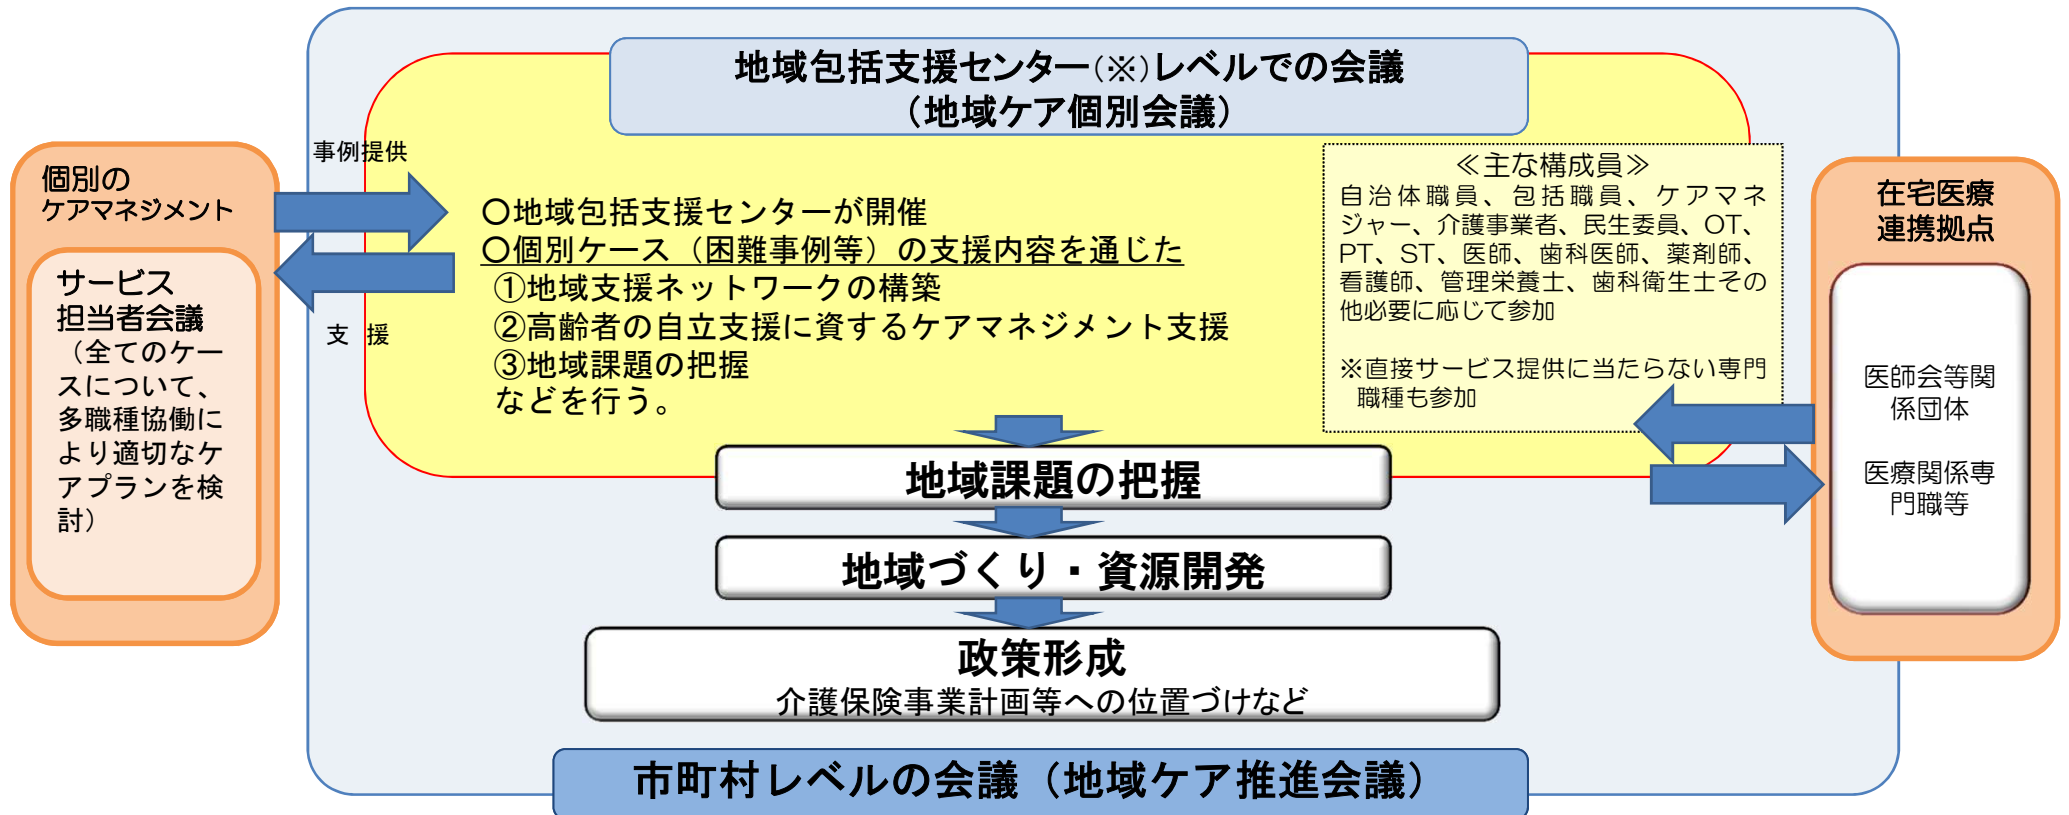 地域包括支援センター(※)レベルでの会議
（地域ケア個別会議）
事例提供
個別の
ケアマネジメント
サービス
担当者会議
（全てのケー
スについて、
多職種協働に
より適切なケ
アプランを検
討）
支　援
〇地域包括支援センターが開催
〇個別ケース（困難事例等）の支援内容を通じた
①地域支援ネットワークの構築
②高齢者の自立支援に資するケアマネジメント支援
③地域課題の把握
などを行う。
≪主な構成員≫
自治体職員、包括職員、ケアマネ
ジャー、介護事業者、民生委員、OT、
PT、ST、医師、歯科医師、薬剤師、
看護師、管理栄養士、歯科衛生士その
他必要に応じて参加
※直接サービス提供に当たらない専門
職種も参加
在宅医療
連携拠点
医師会等関
係団体
医療関係専
門職等
地域課題の把握
地域づくり・資源開発
政策形成
介護保険事業計画等への位置づけなど
市町村レベルの会議（地域ケア推進会議）